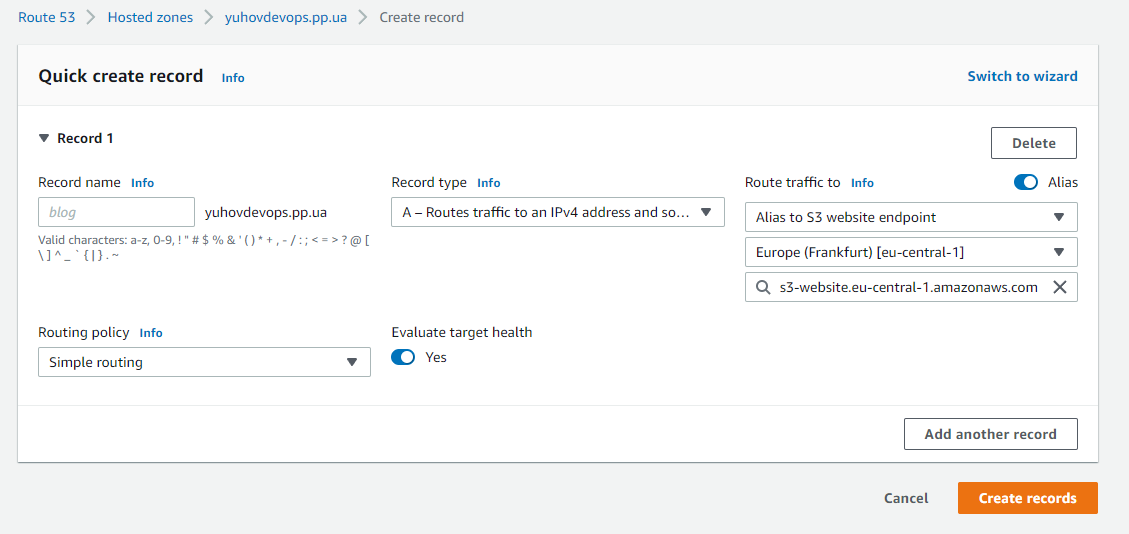 Route 53 > Hosted zones > yuhovdevops.pp.ua > Create record
Quick create record Info
Switch to wizard
Record 1
Delete
Record name Info
blog
yuhovdevops.pp.ua
Valid characters: a-z, 0-9, ! " # $ % & ' ( ) * + , - / : ; < = > ? @ [
\ ] ^ _ ` { | } . ~
Record type Info
A – Routes traffic to an IPv4 address and so...
Route traffic to Info
Alias
Alias to S3 website endpoint
Europe (Frankfurt) [eu-central-1]
s3-website.eu-central-1.amazonaws.com
Routing policy Info
Simple routing
Evaluate target health
Yes
Add another record
Cancel
Create records